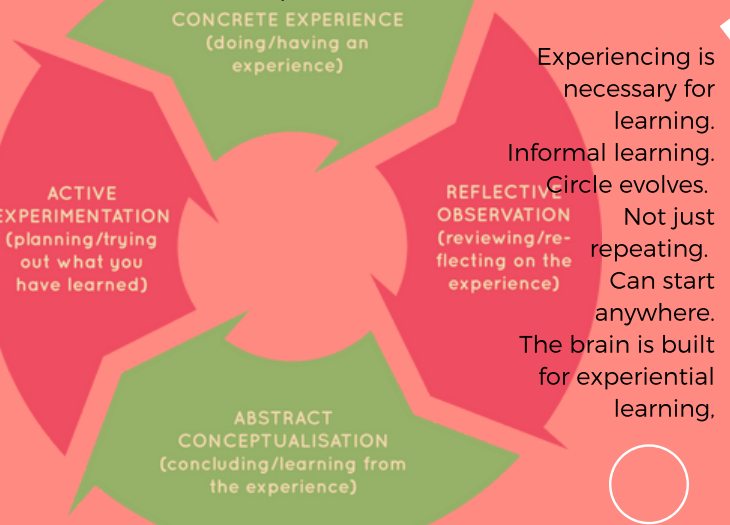 CONCRETE EXPERIENCE
(doing/having an
experience)
ACTIVE
EXPERIMENTATION
(planning/trying
out what you
have learned)
REFLECTIVE
OBSERVATION
(reviewing/re-
flecting on the
experience)
ABSTRACT
CONCEPTUALISATION
(concluding/learning from
the experience)
Experiencing is
necessary for
learning.
Informal learning.
Circle evolves.
Not just
repeating.
Can start
anywhere.
The brain is built
for experiential
learning,